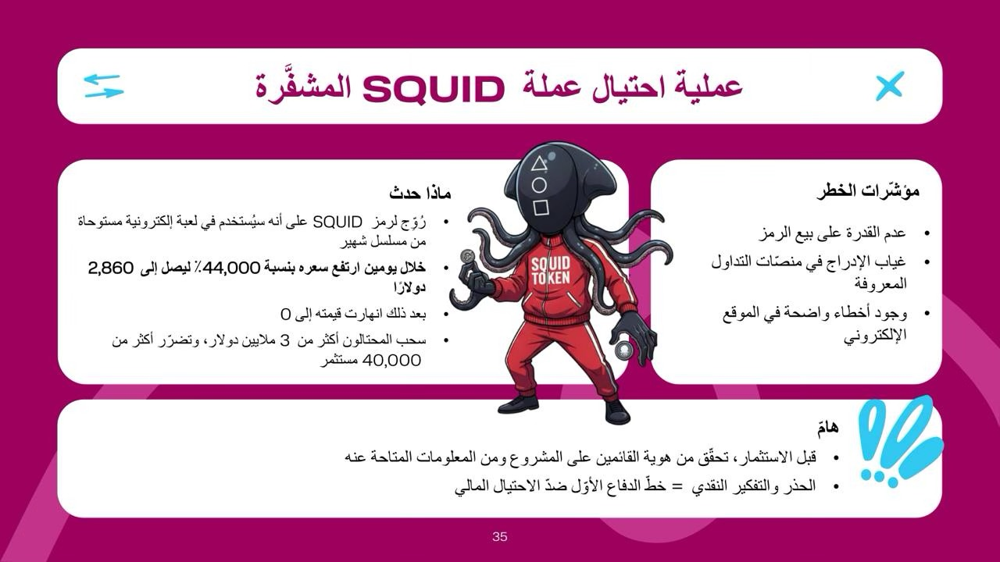 عملية احتيال عملة SQUID المشفَّرة
مؤشّرات الخطر
• عدم القدرة على بيع الرمز
• غياب الإدراج في منصّات التداول
المعروفة
• وجود أخطاء واضحة في الموقع
الإلكتروني
ماذا حدث
• رُوّج لرمز SQUID على أنه سيُستخدم في لعبة إلكترونية مستوحاة
من مسلسل شهير
• خلال يومين ارتفع سعره بنسبة 44,000٪ ليصل إلى 2,860
دولارًا
• بعد ذلك انهارت قيمته إلى 0
• سحب المحتالون أكثر من 3 ملايين دولار، وتضرّر أكثر من
40,000 مستثمر
SQUID
TOKEN
هامّ
• قبل الاستثمار، تحقّق من هوية القائمين على المشروع ومن المعلومات المتاحة عنه
• الحذر والتفكير النقدي = خطّ الدفاع الأوّل ضدّ الاحتيال المالي
35